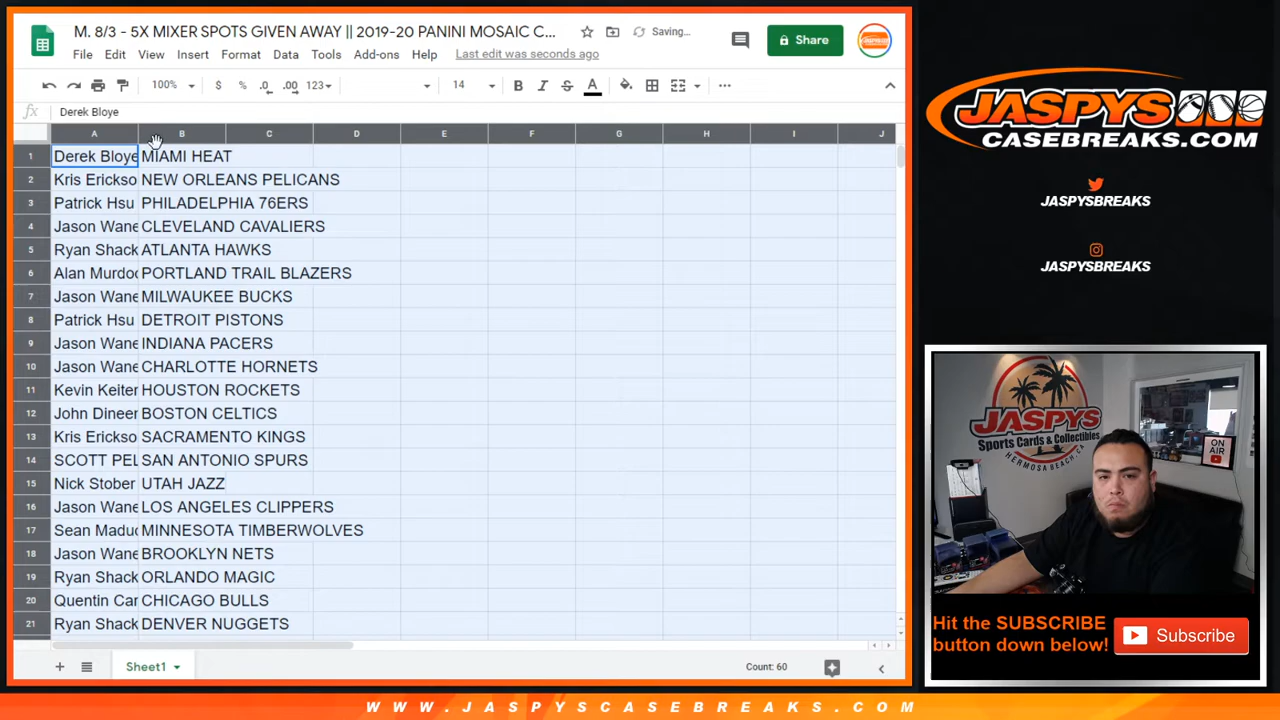 M. 8/3 - 5X MIXER SPOTS GIVEN AWAY || 2019-20 PANINI MOSAIC C...
Saving...
Share
File Edit View Insert Format Data Tools Add-ons Help Last edit was seconds ago
100% $ % .0 .00 123 14 B I S A
fx Derek Bloye
A B C D E F G H I J
1 Derek Bloye MIAMI HEAT
2 Kris Erickso NEW ORLEANS PELICANS
3 Patrick Hsu PHILADELPHIA 76ERS
4 Jason Wane CLEVELAND CAVALIERS
5 Ryan Shack ATLANTA HAWKS
6 Alan Murdoc PORTLAND TRAIL BLAZERS
7 Jason Wane MILWAUKEE BUCKS
8 Patrick Hsu DETROIT PISTONS
9 Jason Wane INDIANA PACERS
10 Jason Wane CHARLOTTE HORNETS
11 Kevin Keiter HOUSTON ROCKETS
12 John Dineer BOSTON CELTICS
13 Kris Erickso SACRAMENTO KINGS
14 SCOTT PEL SAN ANTONIO SPURS
15 Nick Stober UTAH JAZZ
16 Jason Wane LOS ANGELES CLIPPERS
17 Sean Maduc MINNESOTA TIMBERWOLVES
18 Jason Wane BROOKLYN NETS
19 Ryan Shack ORLANDO MAGIC
20 Quentin Car CHICAGO BULLS
21 Ryan Shack DENVER NUGGETS
Sheet1
Count: 60
JASPYS
CASEBREAKS.COM
JASPYSBREAKS
JASPYSBREAKS
JASPYS
Sports Cards & Collectibles
HERMOSA BEACH, CA
ON AIR
Hit the SUBSCRIBE
button down below!
Subscribe
WWW.JASPYSCASEBREAKS.COM